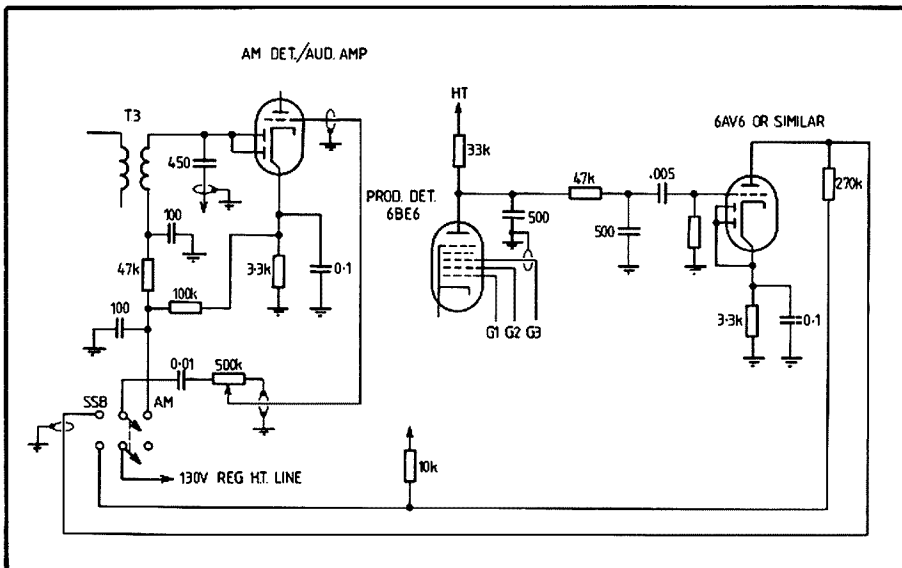 AM DET./AUD. AMP
T3
450
100
47k
100k
3·3k
0·1
100
0·01
500k
SSB
AM
130V REG H.T. LINE
10k
HT
33k
PROD. DET.
6BE6
500
47k
500
.005
G1 G2 G3
6AV6 OR SIMILAR
270k
3·3k
0·1